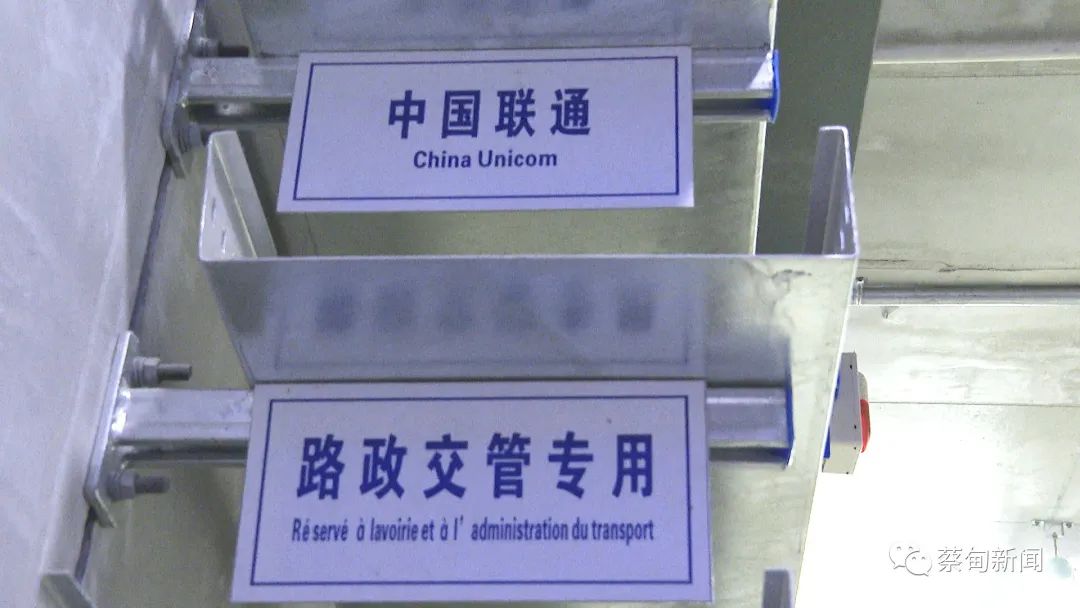 中国联通
China Unicom
路政交管专用
Ré servé à lavoirie et à l' administration du transport
蔡甸新闻